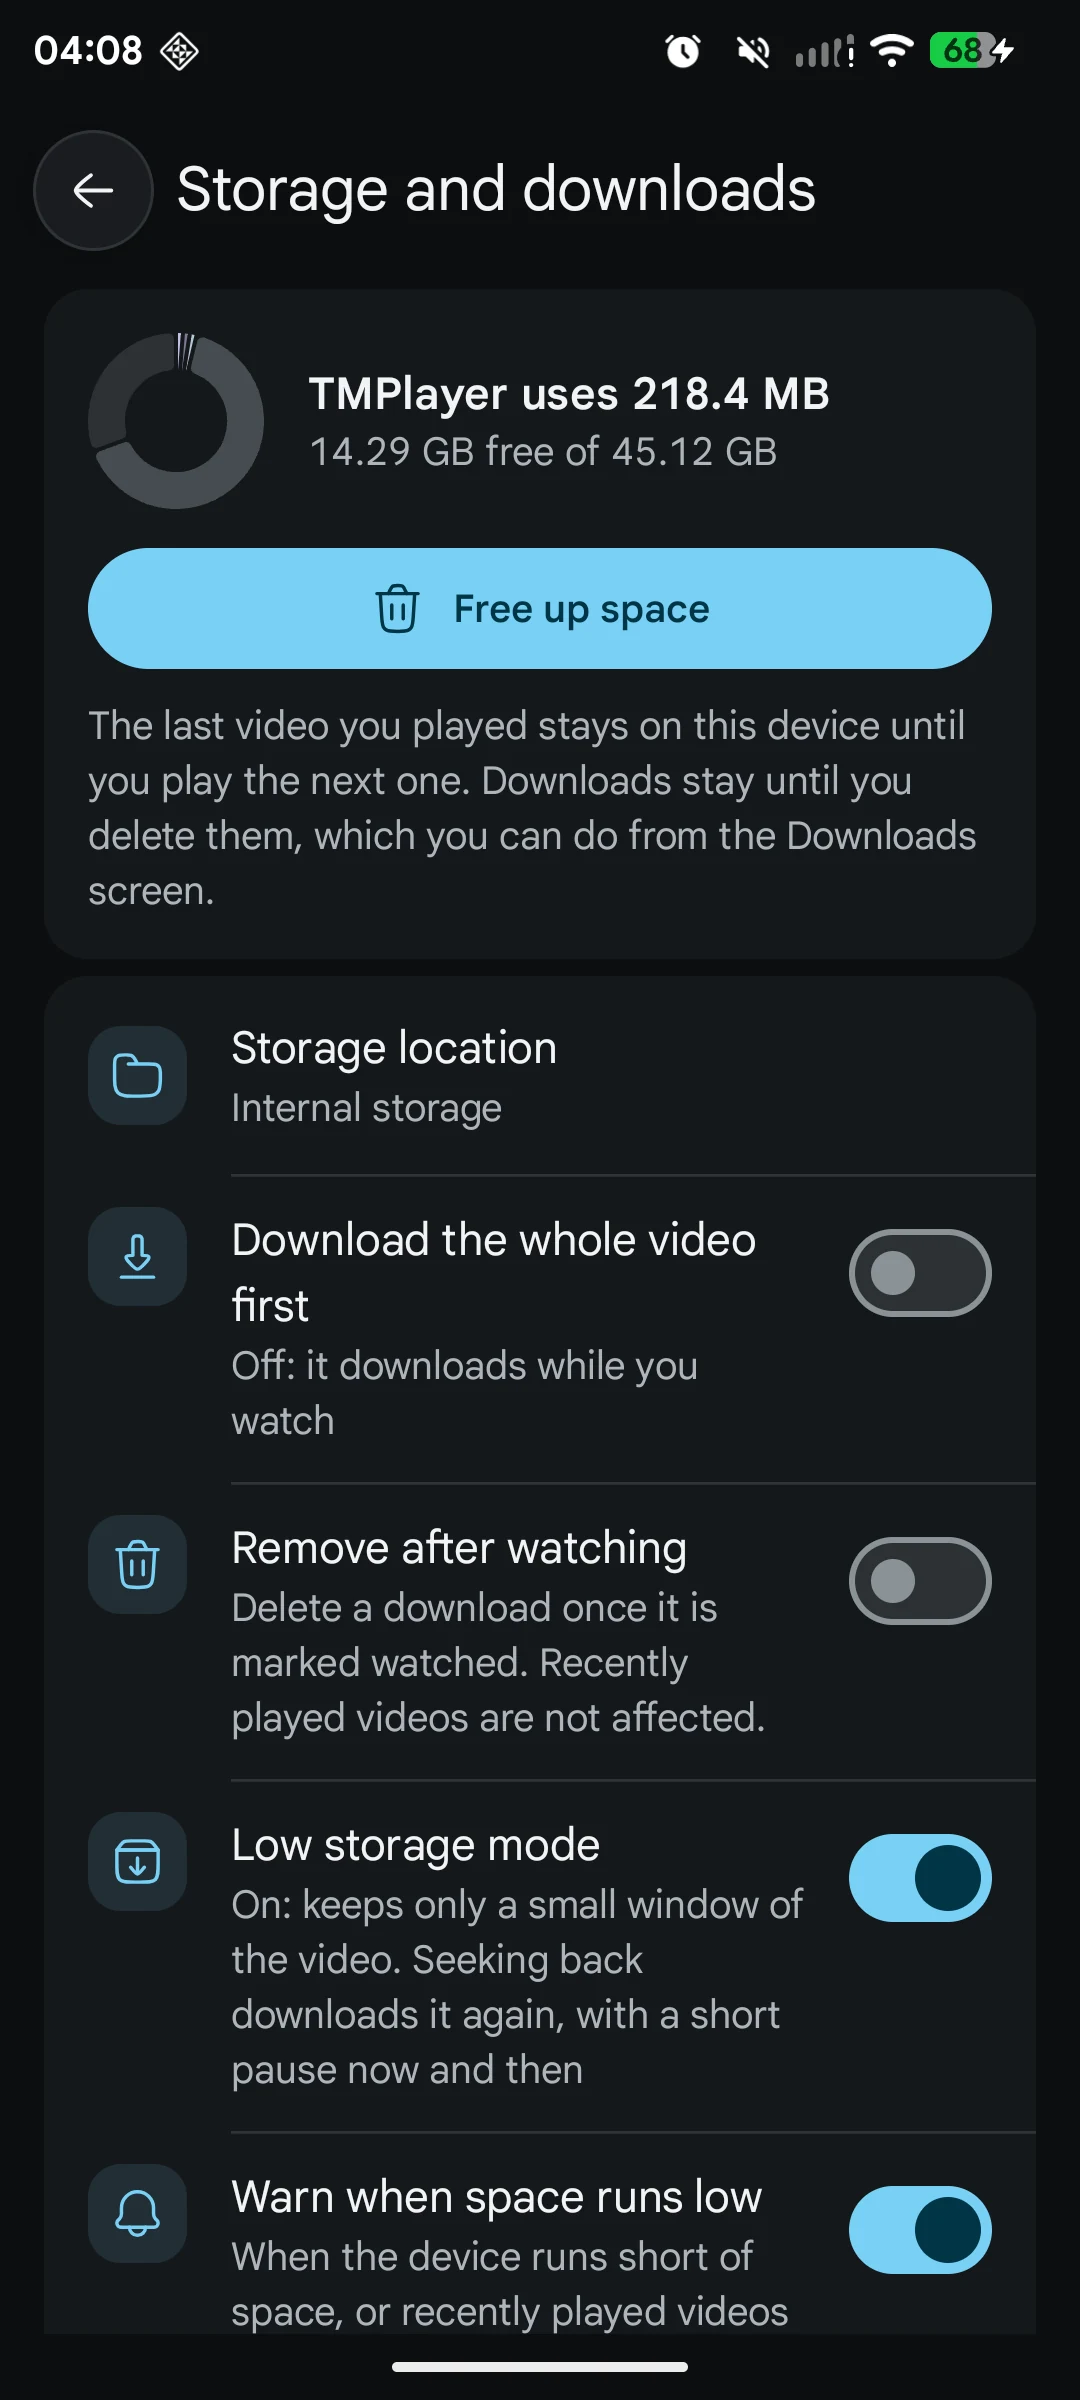 04:08
68
Storage and downloads
TMPlayer uses 218.4 MB
14.29 GB free of 45.12 GB
Free up space
The last video you played stays on this device until
you play the next one. Downloads stay until you
delete them, which you can do from the Downloads
screen.
Storage location
Internal storage
Download the whole video
first
Off: it downloads while you
watch
Remove after watching
Delete a download once it is
marked watched. Recently
played videos are not affected.
Low storage mode
On: keeps only a small window of
the video. Seeking back
downloads it again, with a short
pause now and then
Warn when space runs low
When the device runs short of
space, or recently played videos